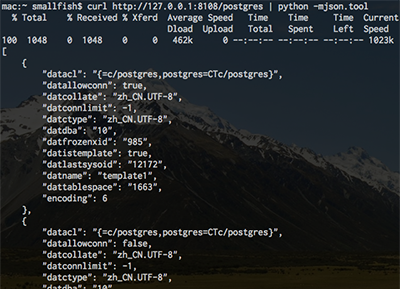 mac:~ smallfish$ curl http://127.0.0.1:8108/postgres | python -mjson.tool
% Total % Received % Xferd Average Speed Time Time Time Current
Dload Upload Total Spent Left Speed
100 1048 0 1048 0 0 462k 0 --:--:-- --:--:-- --:--:-- 1023k
[
{
"datacl": "{=c/postgres,postgres=CTc/postgres}",
"datallowconn": true,
"datcollate": "zh_CN.UTF-8",
"datconnlimit": -1,
"datctype": "zh_CN.UTF-8",
"datdba": "10",
"datfrozenxid": "985",
"datistemplate": true,
"datlastsysoid": "12172",
"datname": "template1",
"dattablespace": "1663",
"encoding": 6
},
{
"datacl": "{=c/postgres,postgres=CTc/postgres}",
"datallowconn": false,
"datcollate": "zh_CN.UTF-8",
"datconnlimit": -1,
"datctype": "zh_CN.UTF-8",
"datdba": "10",